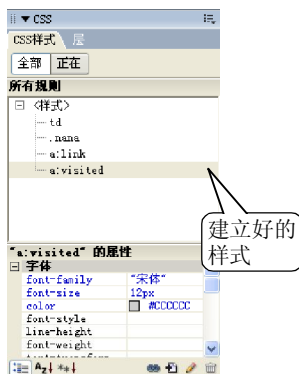 CSS
CSS样式 层
全部 正在
所有规则
<样式>
td
.nana
a:link
a:visited
建立好的
样式
"a:visited" 的属性
字体
font-family "宋体"
font-size 12px
color #CCCCCC
font-style
line-height
font-weight